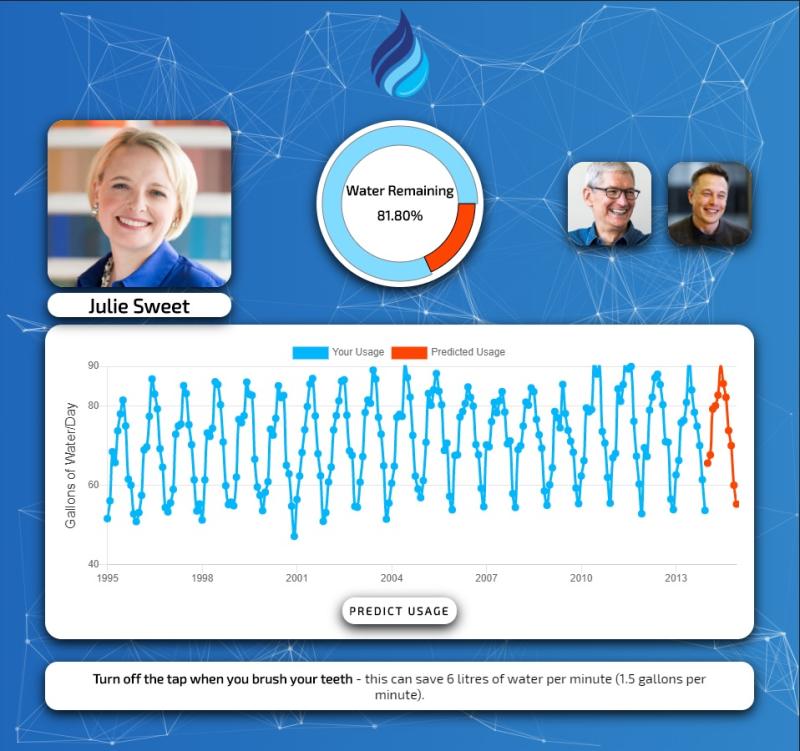 Water Remaining
81.80%
Julie Sweet
Your Usage Predicted Usage
Gallons of Water/Day
90
80
60
40
1995 1998 2001 2004 2007 2010 2013
PREDICT USAGE
Turn off the tap when you brush your teeth - this can save 6 litres of water per minute (1.5 gallons per
minute).